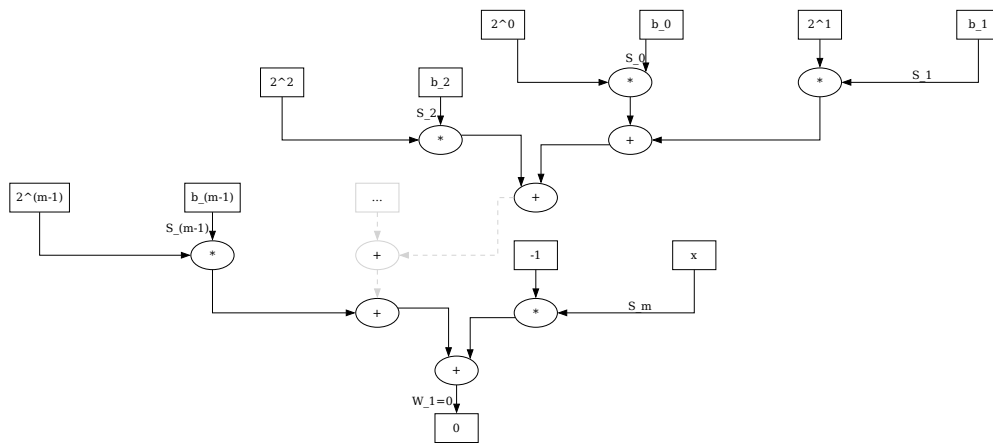 2^0
b_0
2^1
b_1
S_0
2^2
b_2
*
*
S_1
S_2
*
+
2^(m-1)
b_(m-1)
...
+
S_(m-1)
*
+
-1
x
+
*
S_m
+
W_1=0
0